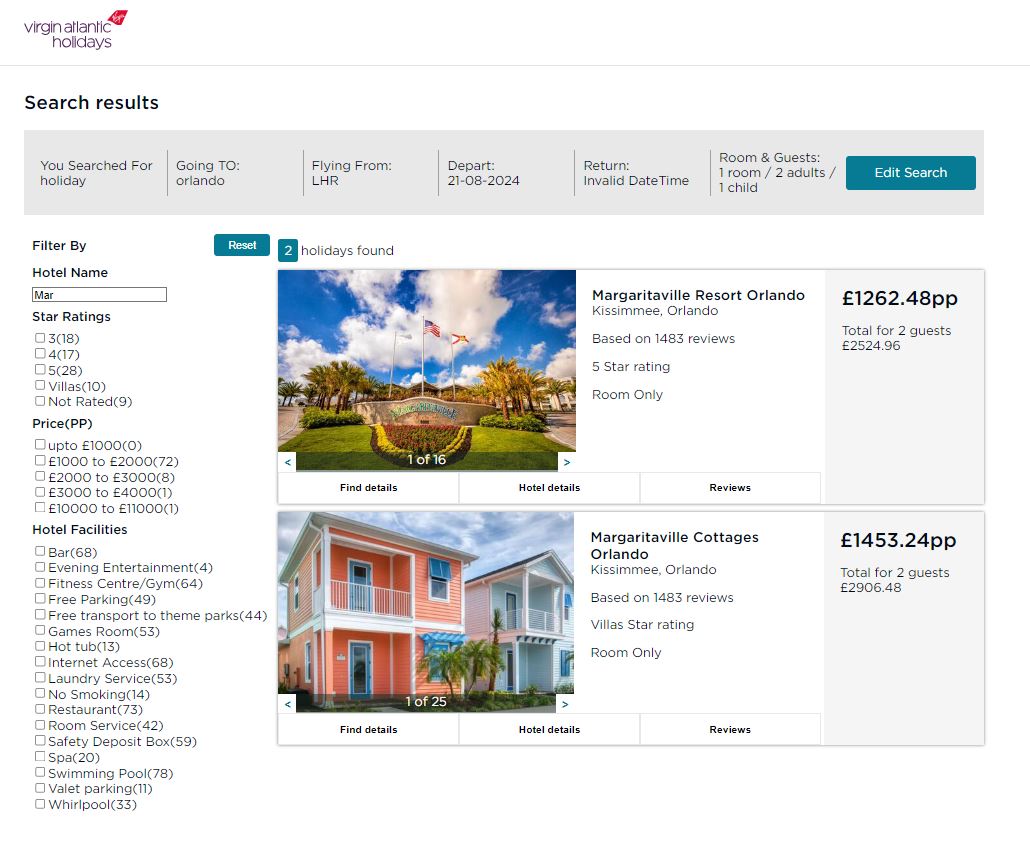 virgin atlantic
holidays
Search results
You Searched For
holiday
Going TO:
orlando
Flying From:
LHR
Depart:
21-08-2024
Return:
Invalid DateTime
Room & Guests:
1 room / 2 adults /
1 child
Edit Search
Filter By
Reset
Hotel Name
Mar
Star Ratings
3(18)
4(17)
5(28)
Villas(10)
Not Rated(9)
Price(PP)
upto £1000(0)
£1000 to £2000(72)
£2000 to £3000(8)
£3000 to £4000(1)
£10000 to £11000(1)
Hotel Facilities
Bar(68)
Evening Entertainment(4)
Fitness Centre/Gym(64)
Free Parking(49)
Free transport to theme parks(44)
Games Room(53)
Hot tub(13)
Internet Access(68)
Laundry Service(53)
No Smoking(14)
Restaurant(73)
Room Service(42)
Safety Deposit Box(59)
Spa(20)
Swimming Pool(78)
Valet parking(11)
Whirlpool(33)
2 holidays found
MARGARITAVILLE
< 1 of 16 >
Margaritaville Resort Orlando
Kissimmee, Orlando
Based on 1483 reviews
5 Star rating
Room Only
£1262.48pp
Total for 2 guests
£2524.96
Find details
Hotel details
Reviews
< 1 of 25 >
Margaritaville Cottages
Orlando
Kissimmee, Orlando
Based on 1483 reviews
Villas Star rating
Room Only
£1453.24pp
Total for 2 guests
£2906.48
Find details
Hotel details
Reviews